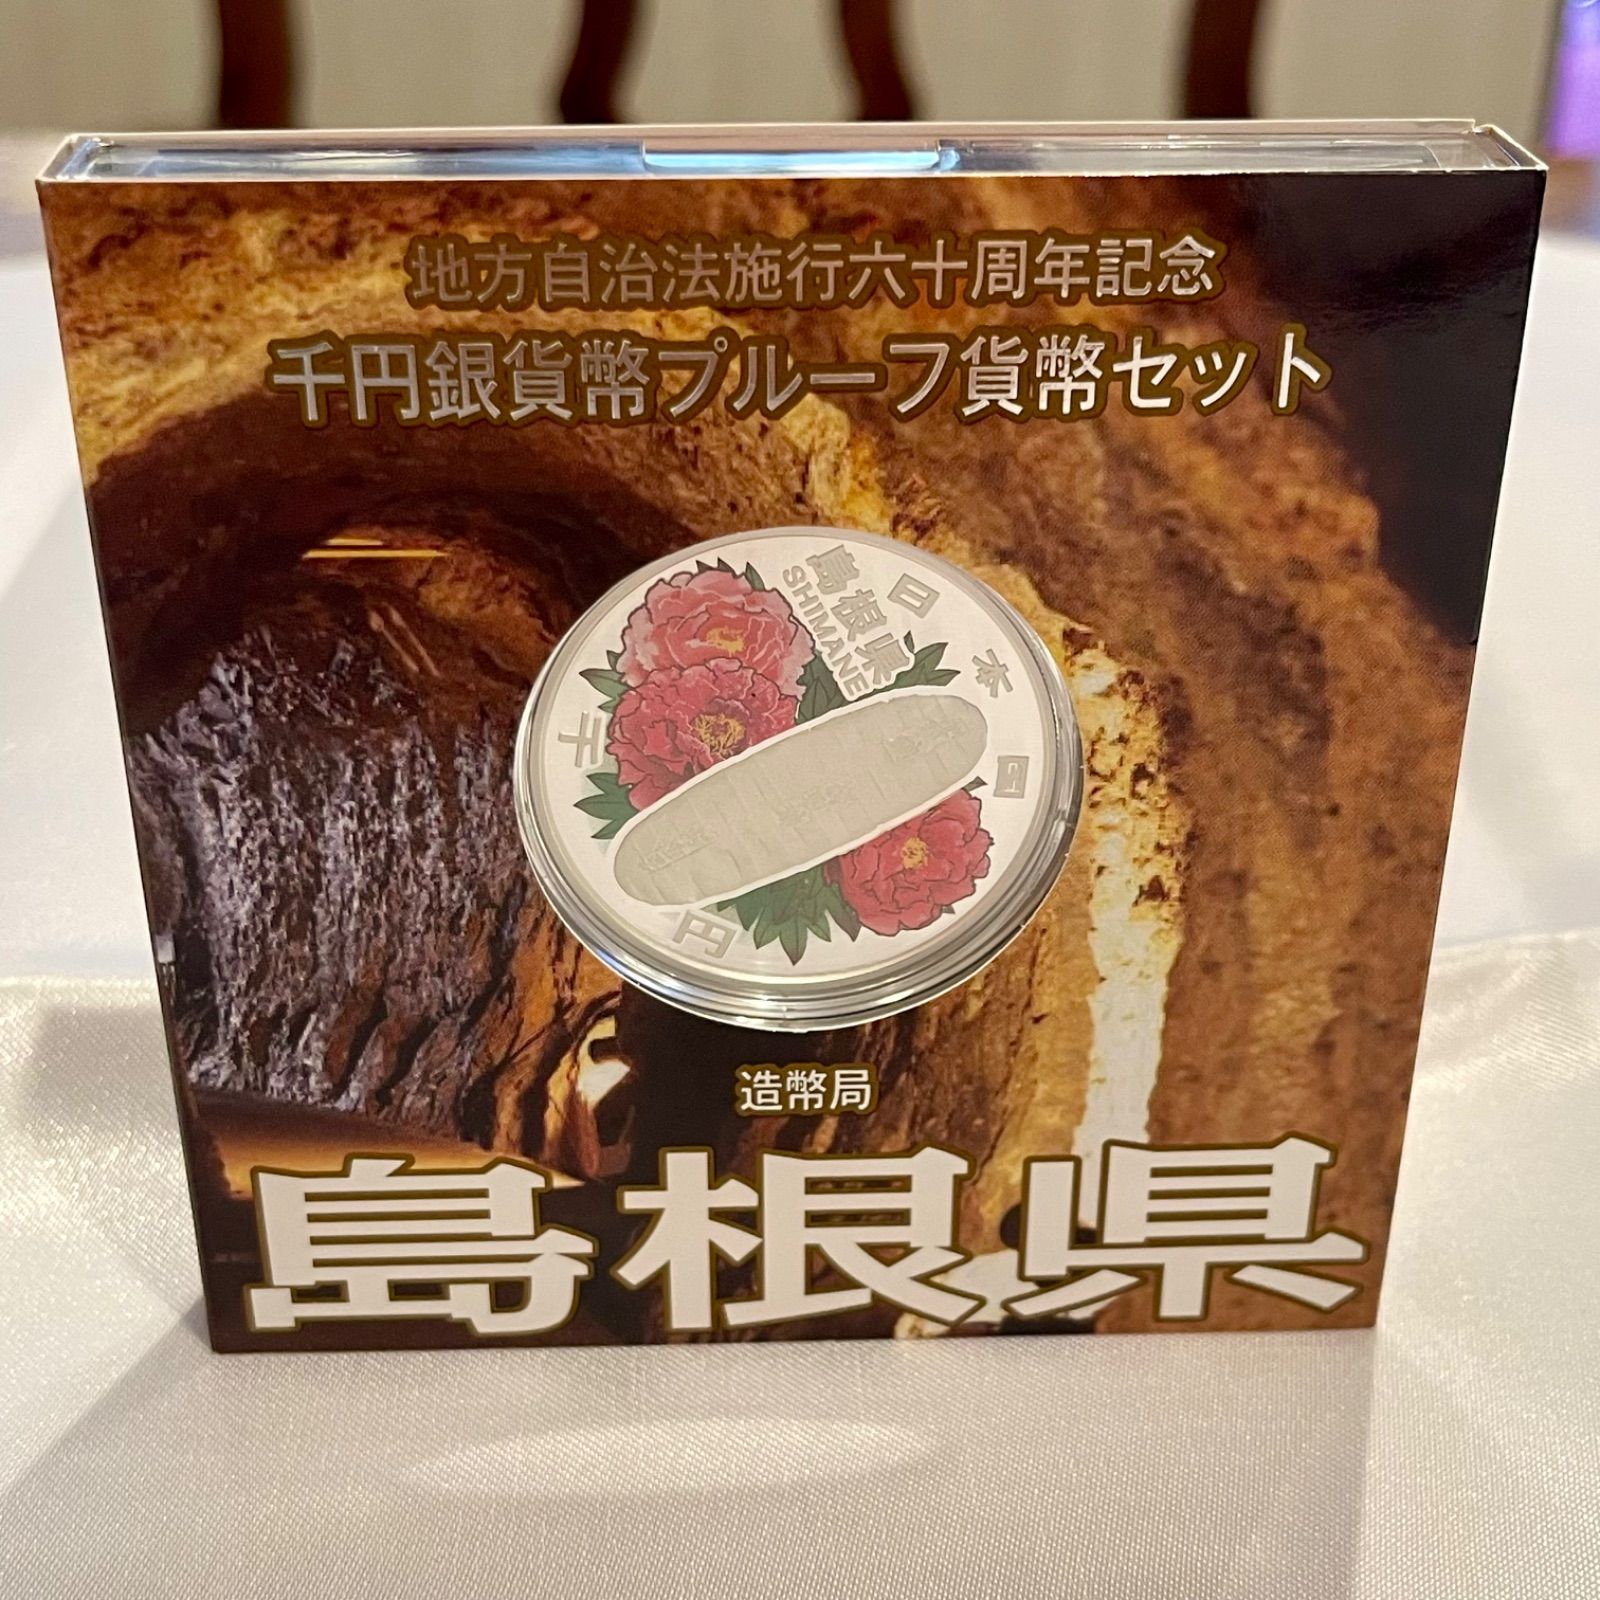 地方自治法施行六十周年記念
千円銀貨幣プルーフ貨幣セット
日本国
島根県
SHIMANE
千円
造幣局
島根県